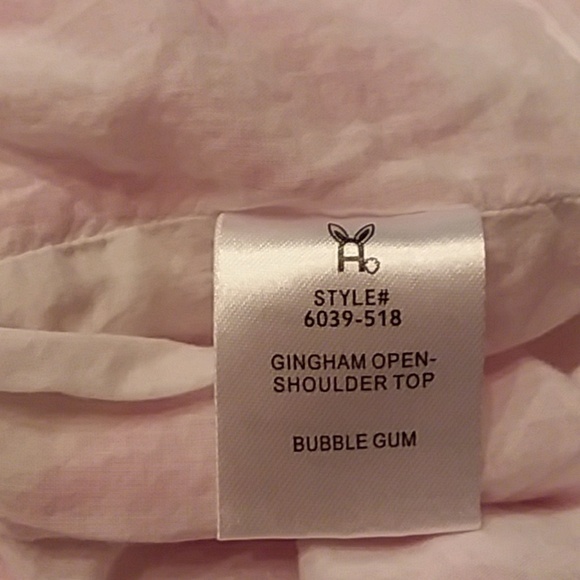 H
STYLE#
6039-518
GINGHAM OPEN-
SHOULDER TOP
BUBBLE GUM